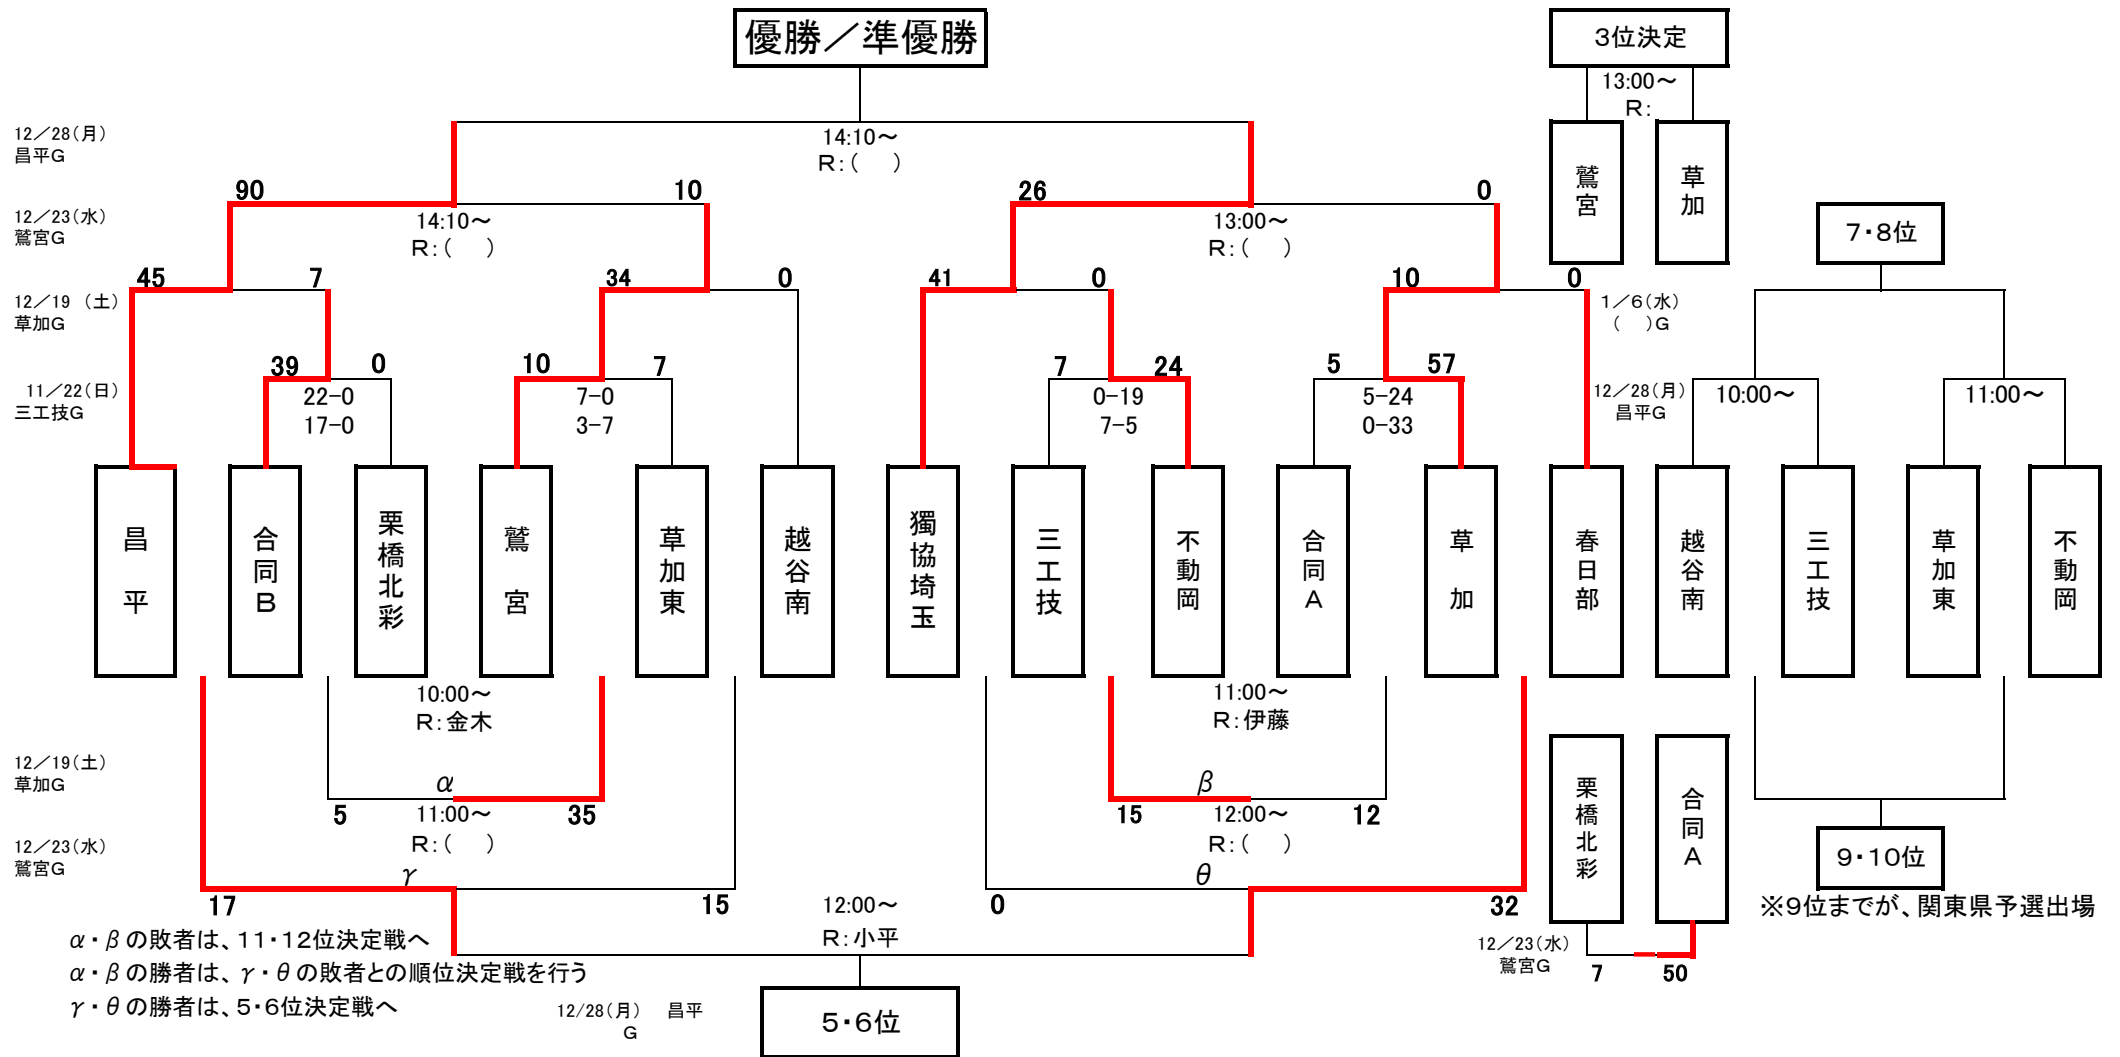 優勝／準優勝
3位決定
13:00～
R:
12／28(月)
昌平G
14:10～
R:(　)
鷲宮
草加
90
10
26
0
12／23(水)
鷲宮G
14:10～
R:(　)
13:00～
R:(　)
7・8位
45
7
34
0
41
0
10
0
12／19 (土)
草加G
1／6(水)
(　)G
39
0
10
7
7
24
5
57
11／22(日)
三工技G
22-0
17-0
7-0
3-7
0-19
7-5
5-24
0-33
12／28(月)
昌平G
10:00～
11:00～
昌平
合同B
栗橋北彩
鷲宮
草加東
越谷南
獨協埼玉
三工技
不動岡
合同A
草加
春日部
越谷南
三工技
草加東
不動岡
10:00～
R:金木
11:00～
R:伊藤
12／19(土)
草加G
α
β
5
35
15
12
11:00～
R:(　)
12:00～
R:(　)
栗橋北彩
合同A
12／23(水)
鷲宮G
γ
θ
9・10位
17
15
0
32
※9位までが、関東県予選出場
12:00～
R:小平
α・βの敗者は、11・12位決定戦へ
α・βの勝者は、γ・θの敗者との順位決定戦を行う
γ・θの勝者は、5・6位決定戦へ
12／23(水)
鷲宮G
7
50
12/28(月)　昌平
G
5・6位